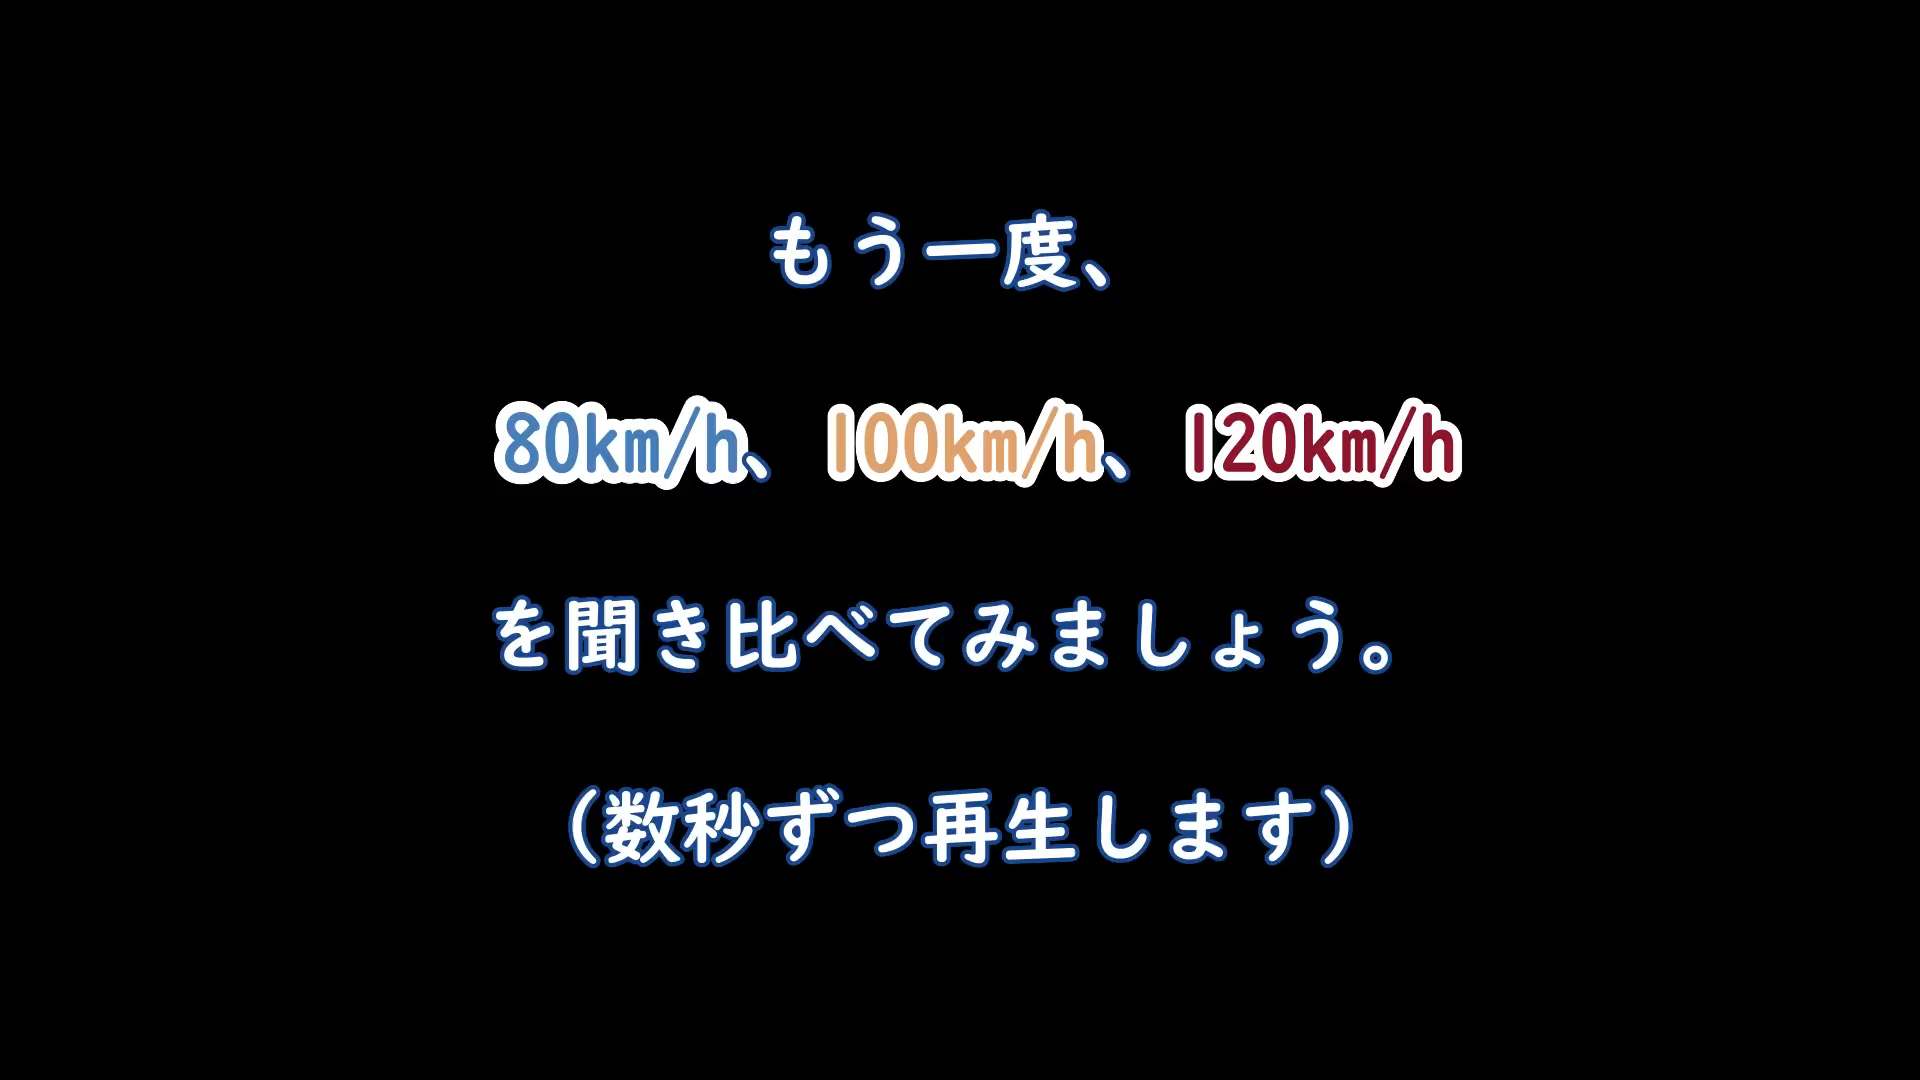 もう一度、
80km/h、100km/h、120km/h
を聞き比べてみましょう。
（数秒ずつ再生します）